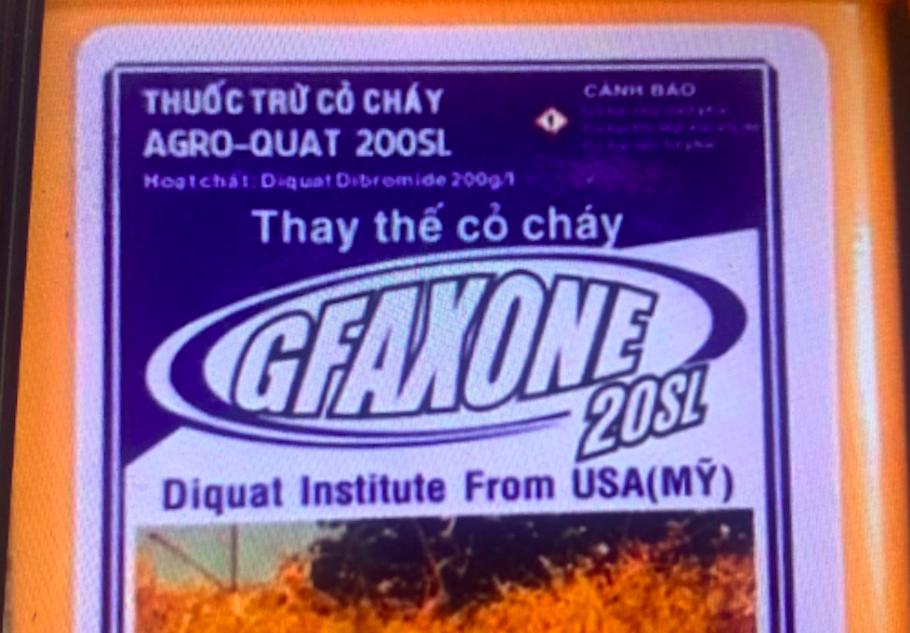 THUỐC TRỪ CỎ CHÁY
AGRO-QUAT 200SL
Hoạt chất: Diquat Dibromide 200g/l
CẢNH BÁO
Thay thế cỏ cháy
GFAXONE
20SL
Diquat Institute From USA(MỸ)